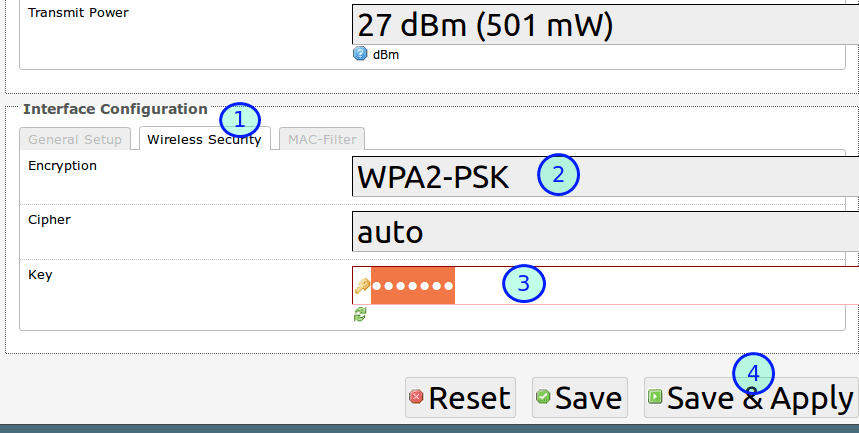 Transmit Power
27 dBm (501 mW)
dBm
Interface Configuration
1
General Setup Wireless Security MAC-Filter
Encryption
WPA2-PSK 2
Cipher
auto
Key
••••••• 3
4
Reset Save Save & Apply